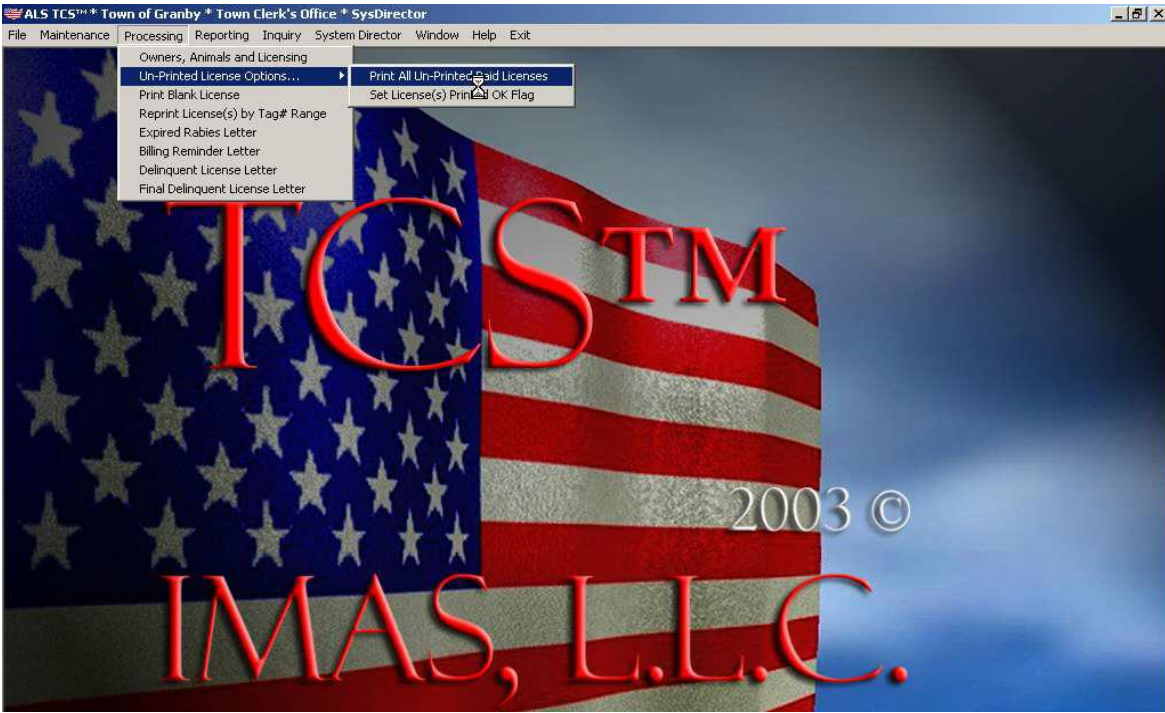 ALS TCS™ * Town of Granby * Town Clerk's Office * SysDirector
File Maintenance Processing Reporting Inquiry System Director Window Help Exit
Owners, Animals and Licensing
Un-Printed License Options... Print All Un-Printed Paid Licenses
Print Blank License Set License(s) Printed OK Flag
Reprint License(s) by Tag# Range
Expired Rabies Letter
Billing Reminder Letter
Delinquent License Letter
Final Delinquent License Letter
TCS™
2003 ©
IMAS, L.L.C.